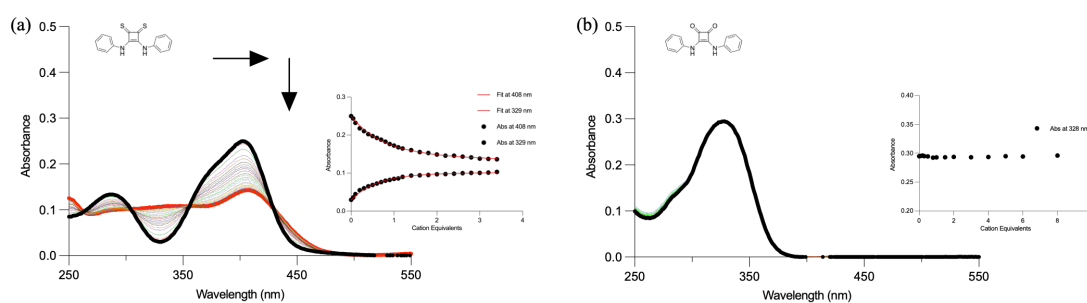 (a)
0.5
0.4
0.3
0.2
0.1
0.0
Absorbance
250
350
450
550
Wavelength (nm)
S
S
N
H
N
H
0.3
0.2
0.1
0.0
Absorbance
0
1
2
3
4
Cation Equivalents
Fit at 408 nm
Fit at 329 nm
Abs at 408 nm
Abs at 329 nm
(b)
0.5
0.4
0.3
0.2
0.1
0.0
Absorbance
250
350
450
550
Wavelength (nm)
O
O
N
H
N
H
0.40
0.35
0.30
0.25
0.20
Absorbance
0
2
4
6
8
Cation Equivalents
Abs at 328 nm